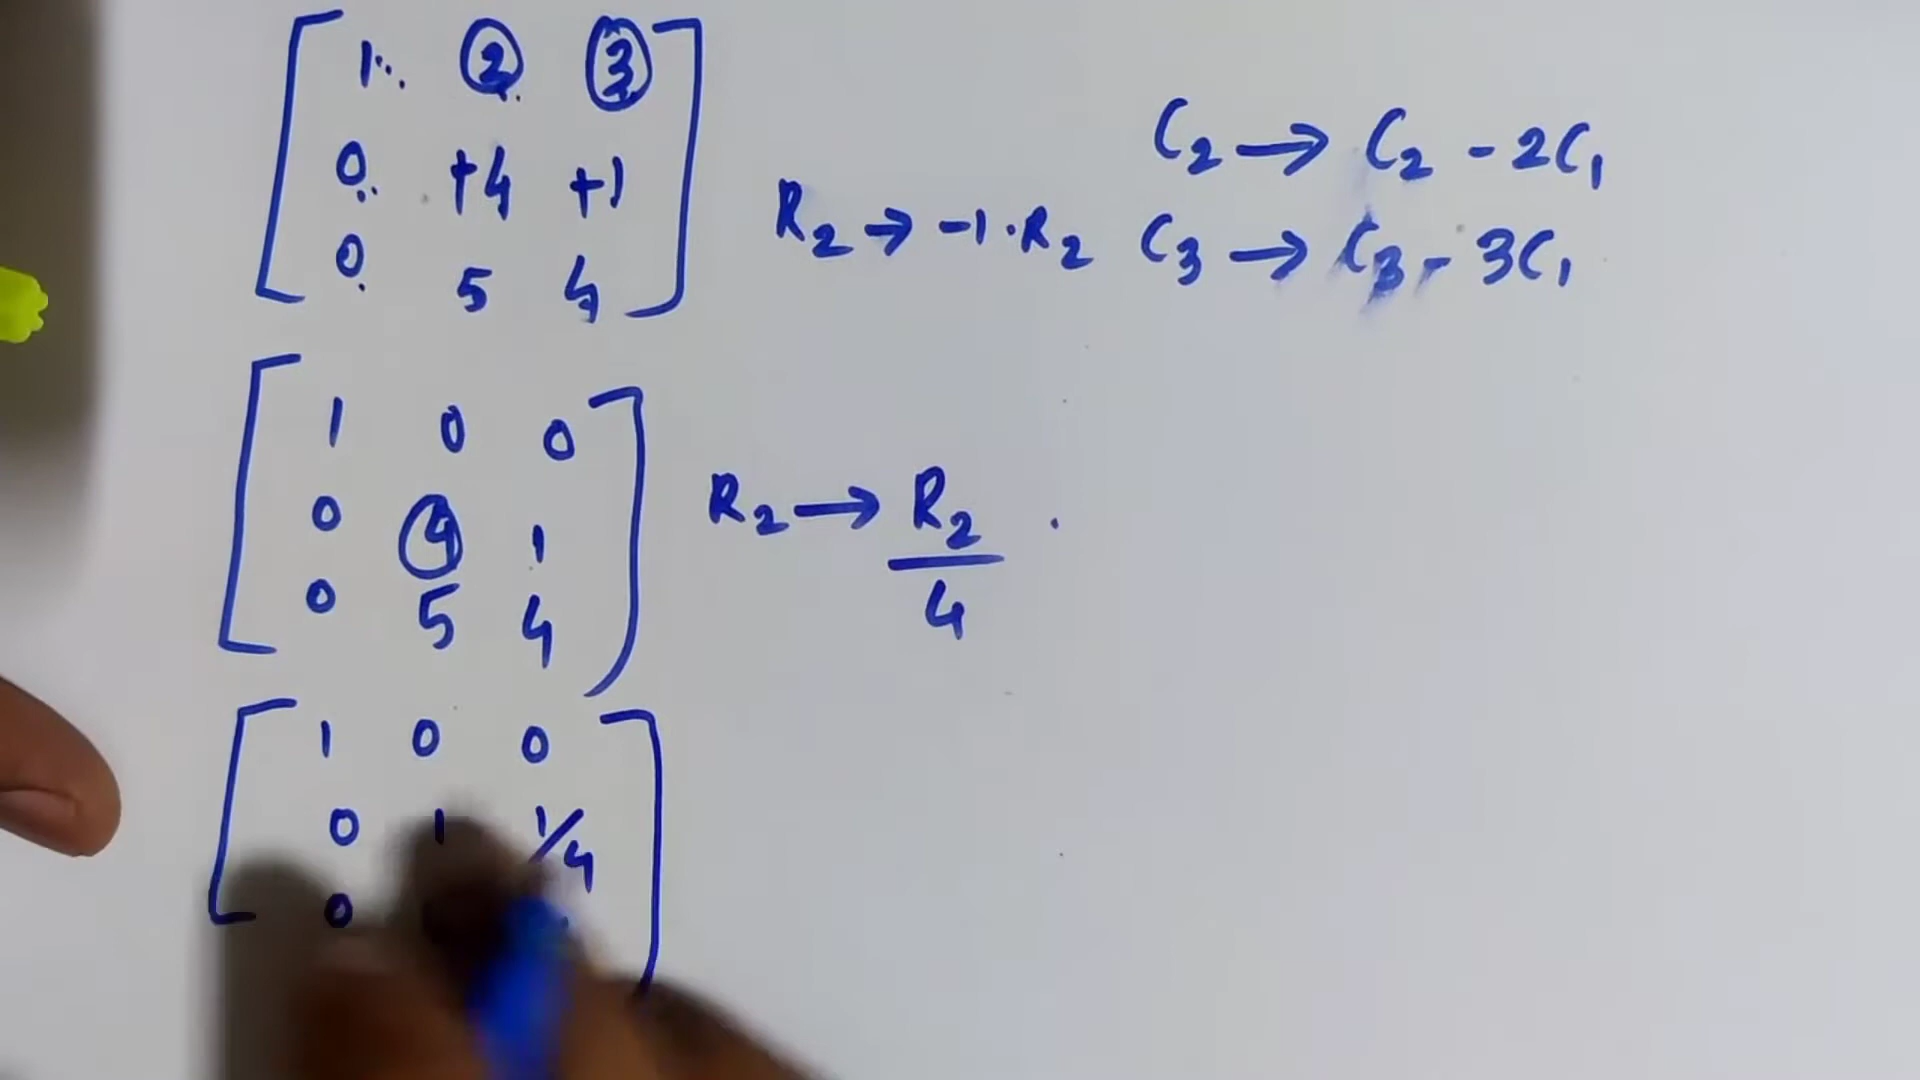 1 2 3
C₂ → C₂ - 2C₁
0 +4 +1
R₂ → -1·R₂ C₃ → C₃ - 3C₁
0 5 4
1 0 0
0 4 1
R₂ → R₂/4
0 5 4
1 0 0
0 1 1/4
0